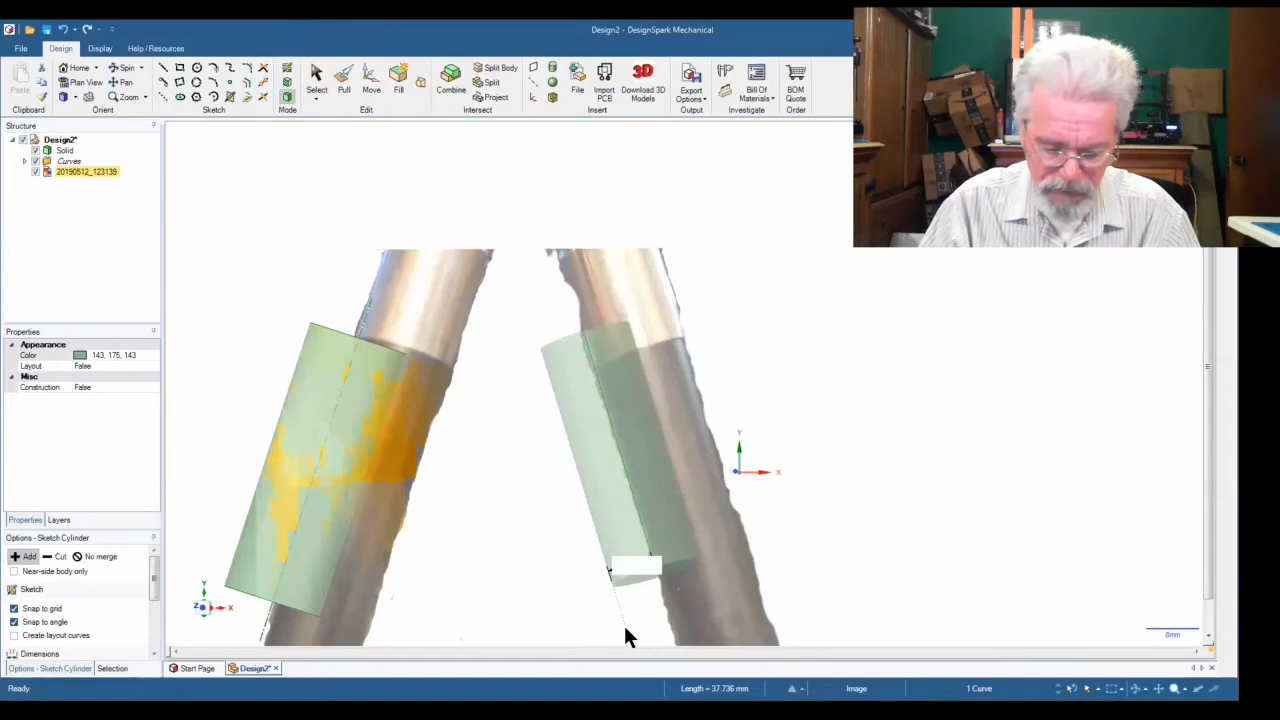 Design2 - DesignSpark Mechanical
File Design Display Help / Resources
Paste
Home
Plan View
Spin
Pan
Zoom
Select
Pull
Move
Fill
Combine
Split Body
Split
Project
File
Import PCB
Download 3D Models
3D
Export Options
Bill Of Materials
BOM Quote
Clipboard Orient Sketch Mode Edit Intersect Insert Output Investigate Order
Structure
Design2*
Solid
Curves
20190512_123139
Properties
Appearance
Color 143, 175, 143
Layout False
Misc
Construction False
Properties Layers
Options - Sketch Cylinder
Add Cut No merge
Near-side body only
Sketch
Snap to grid
Snap to angle
Create layout curves
Dimensions
Options - Sketch Cylinder Selection
Y
Z X
Y
X
8mm
Start Page Design2*
Ready Length = 37.736 mm Image 1 Curve